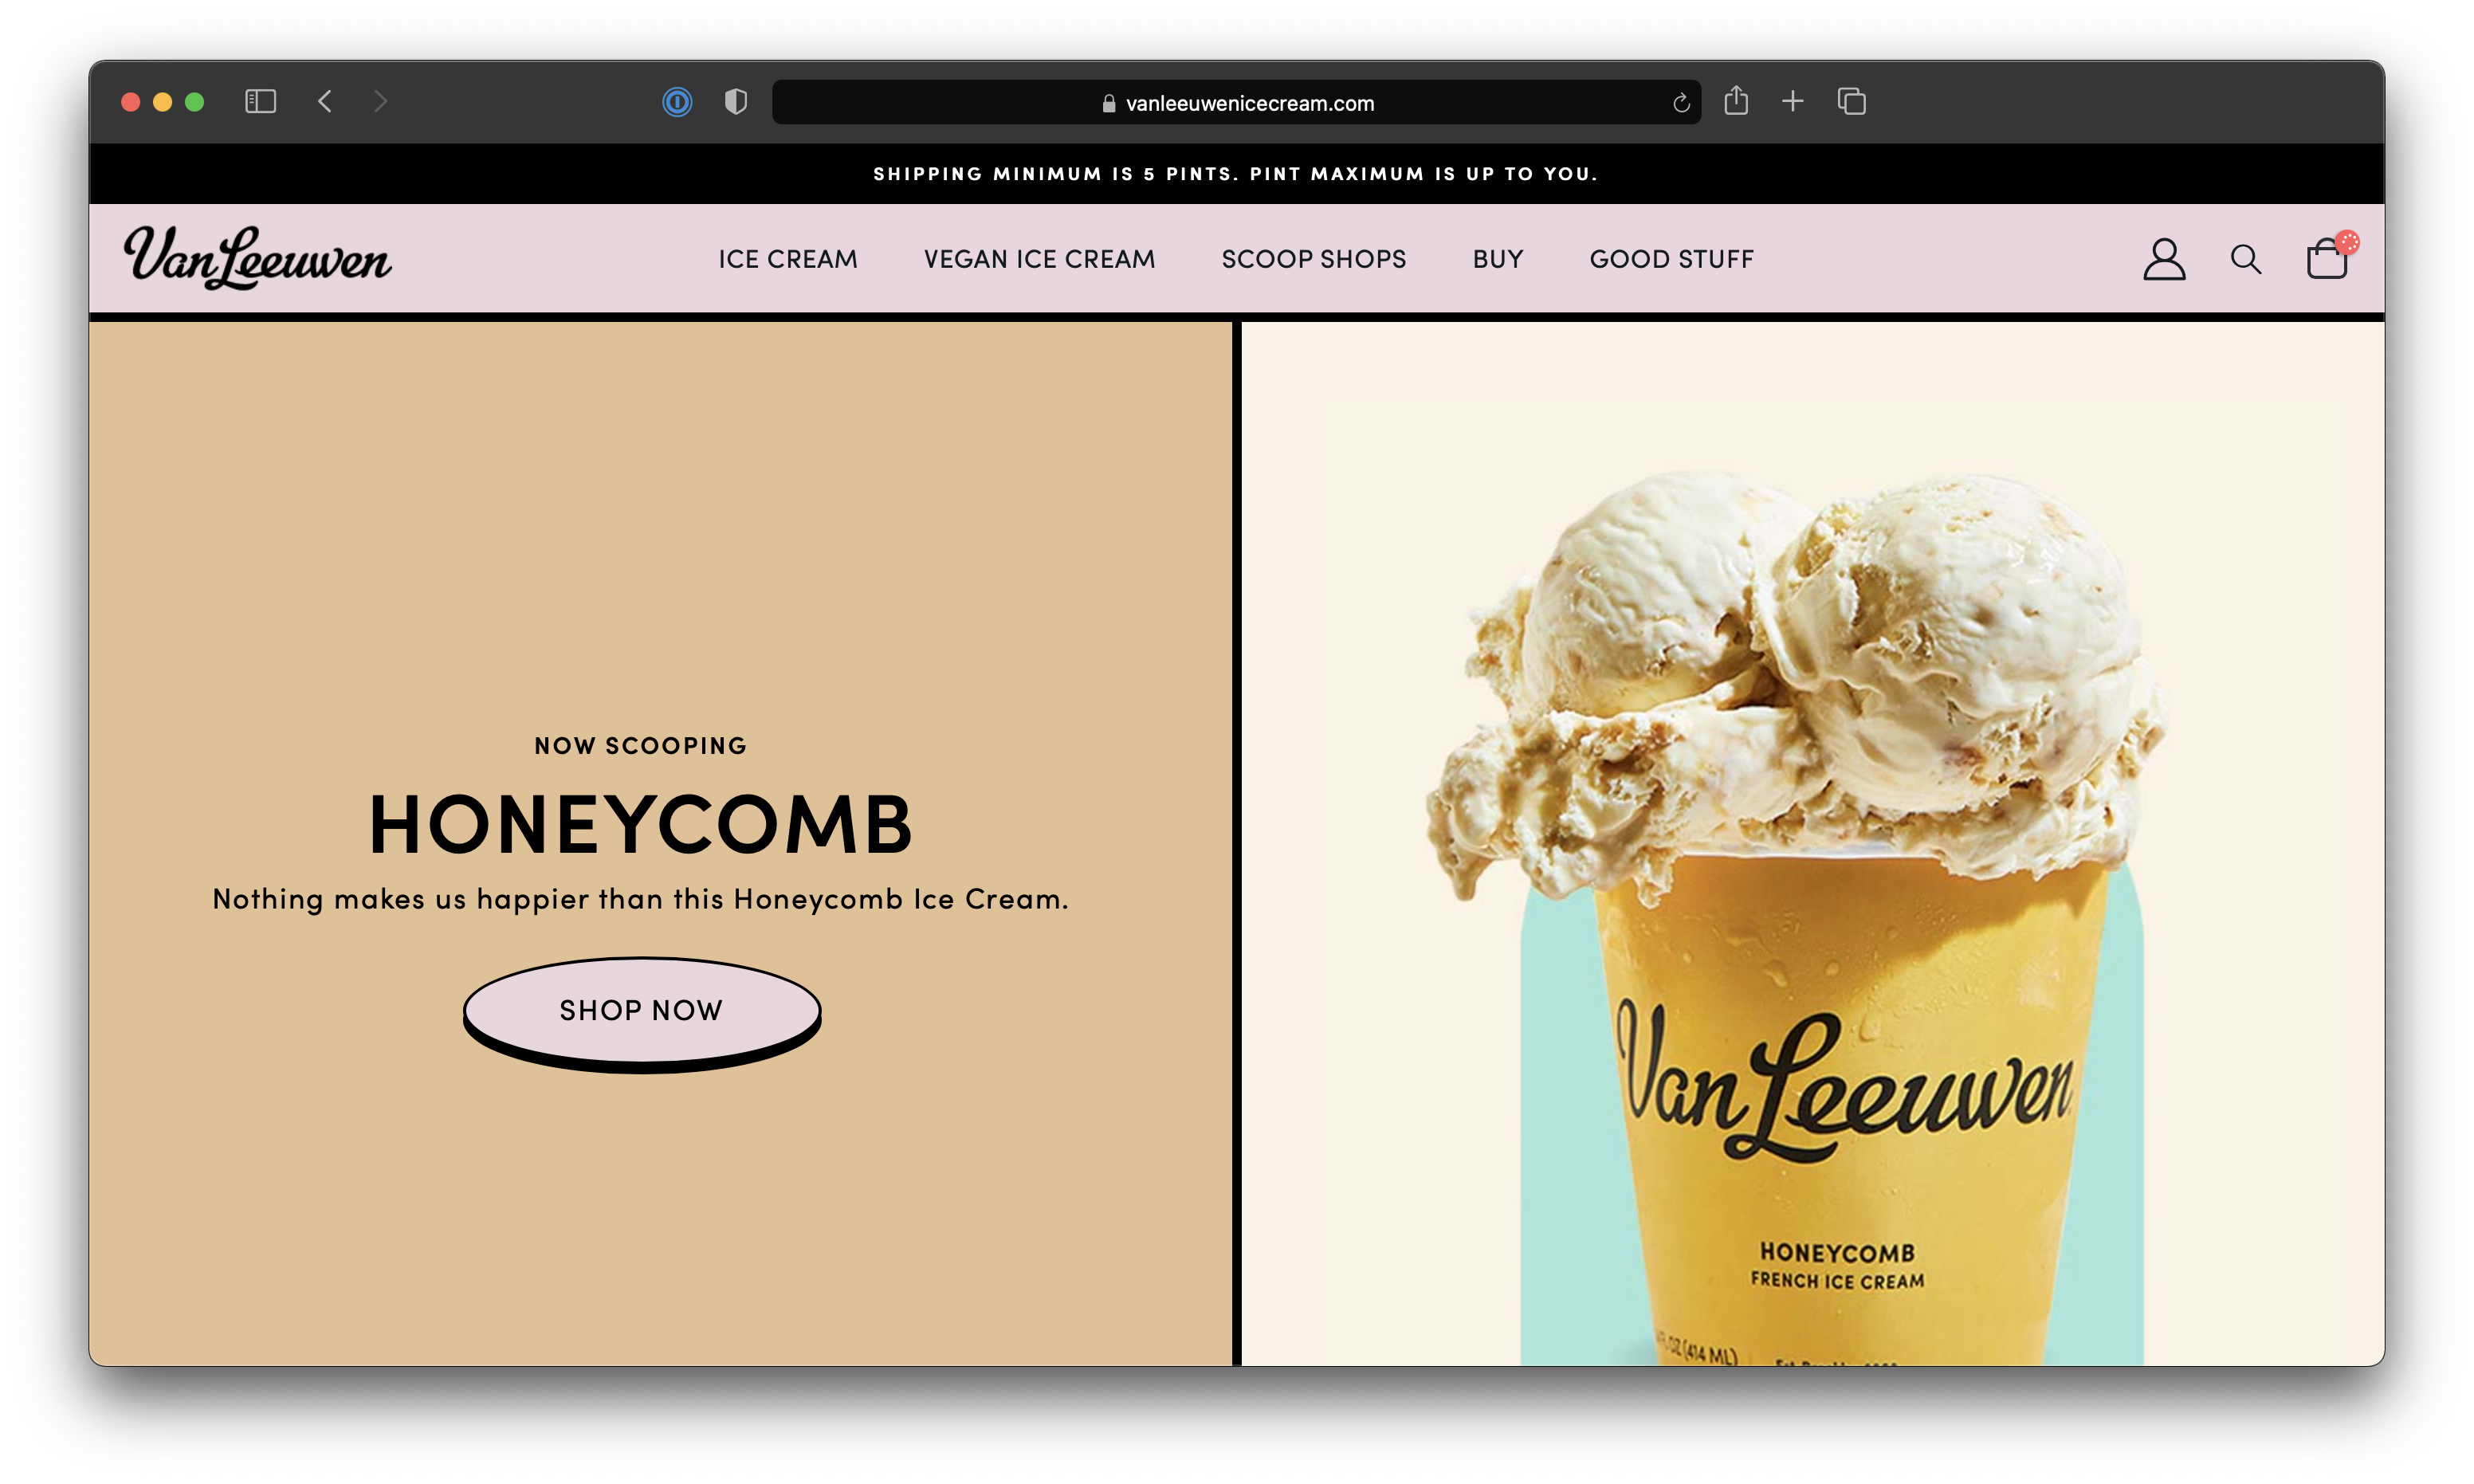 vanleeuwenicecream.com
SHIPPING MINIMUM IS 5 PINTS. PINT MAXIMUM IS UP TO YOU.
Van Leeuwen
ICE CREAM
VEGAN ICE CREAM
SCOOP SHOPS
BUY
GOOD STUFF
NOW SCOOPING
HONEYCOMB
Nothing makes us happier than this Honeycomb Ice Cream.
SHOP NOW
Van Leeuwen
HONEYCOMB
FRENCH ICE CREAM
OZ (414 ML)